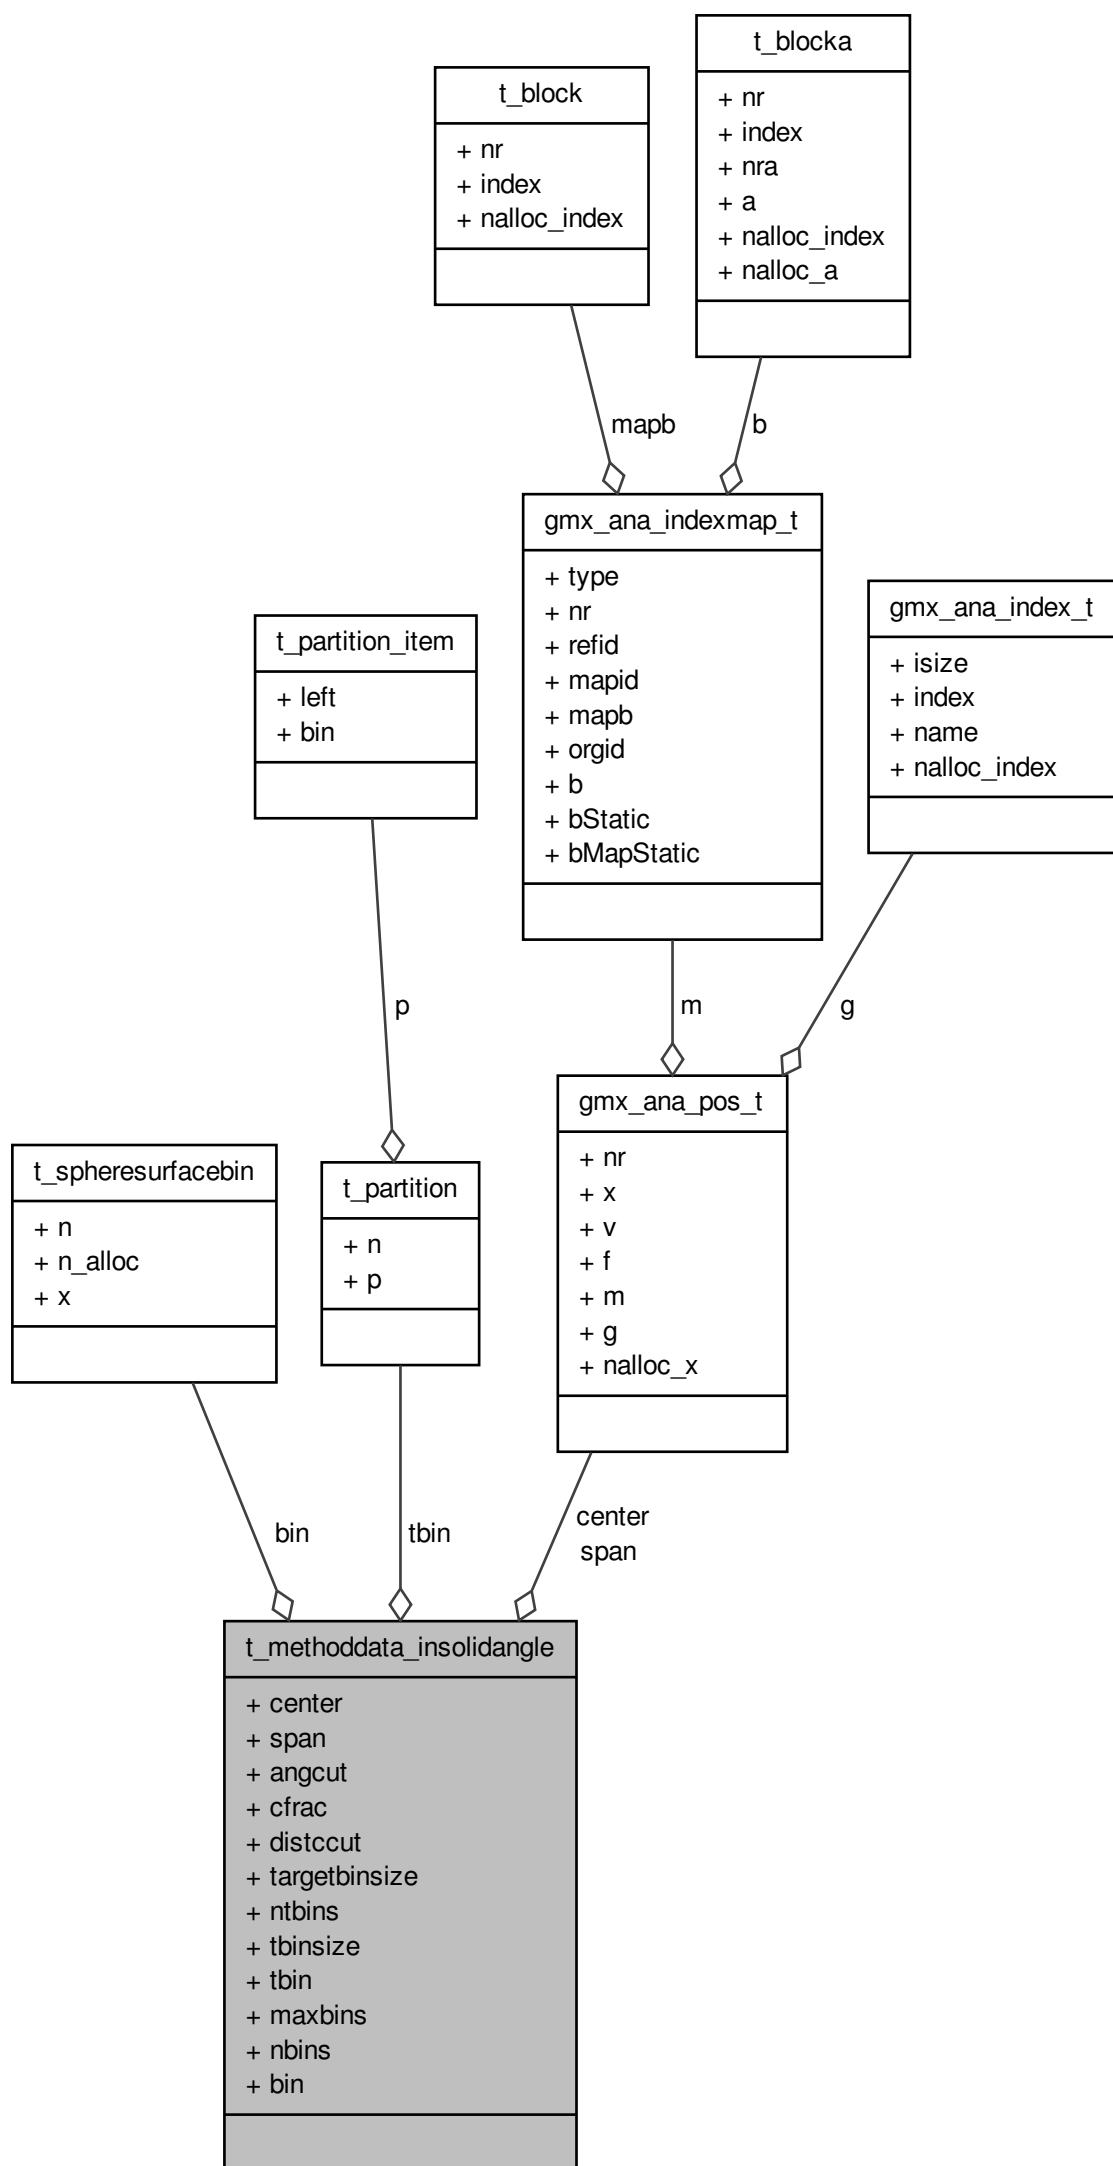 t_blocka
+ nr
+ index
+ nra
+ a
+ nalloc_index
+ nalloc_a
t_block
+ nr
+ index
+ nalloc_index
mapb
b
gmx_ana_indexmap_t
+ type
+ nr
+ refid
+ mapid
+ mapb
+ orgid
+ b
+ bStatic
+ bMapStatic
gmx_ana_index_t
+ isize
+ index
+ name
+ nalloc_index
t_partition_item
+ left
+ bin
p
m
g
gmx_ana_pos_t
+ nr
+ x
+ v
+ f
+ m
+ g
+ nalloc_x
t_spheresurfacebin
+ n
+ n_alloc
+ x
t_partition
+ n
+ p
bin
tbin
center
span
t_methoddata_insolidangle
+ center
+ span
+ angcut
+ cfrac
+ distccut
+ targetbinsize
+ ntbins
+ tbinsize
+ tbin
+ maxbins
+ nbins
+ bin